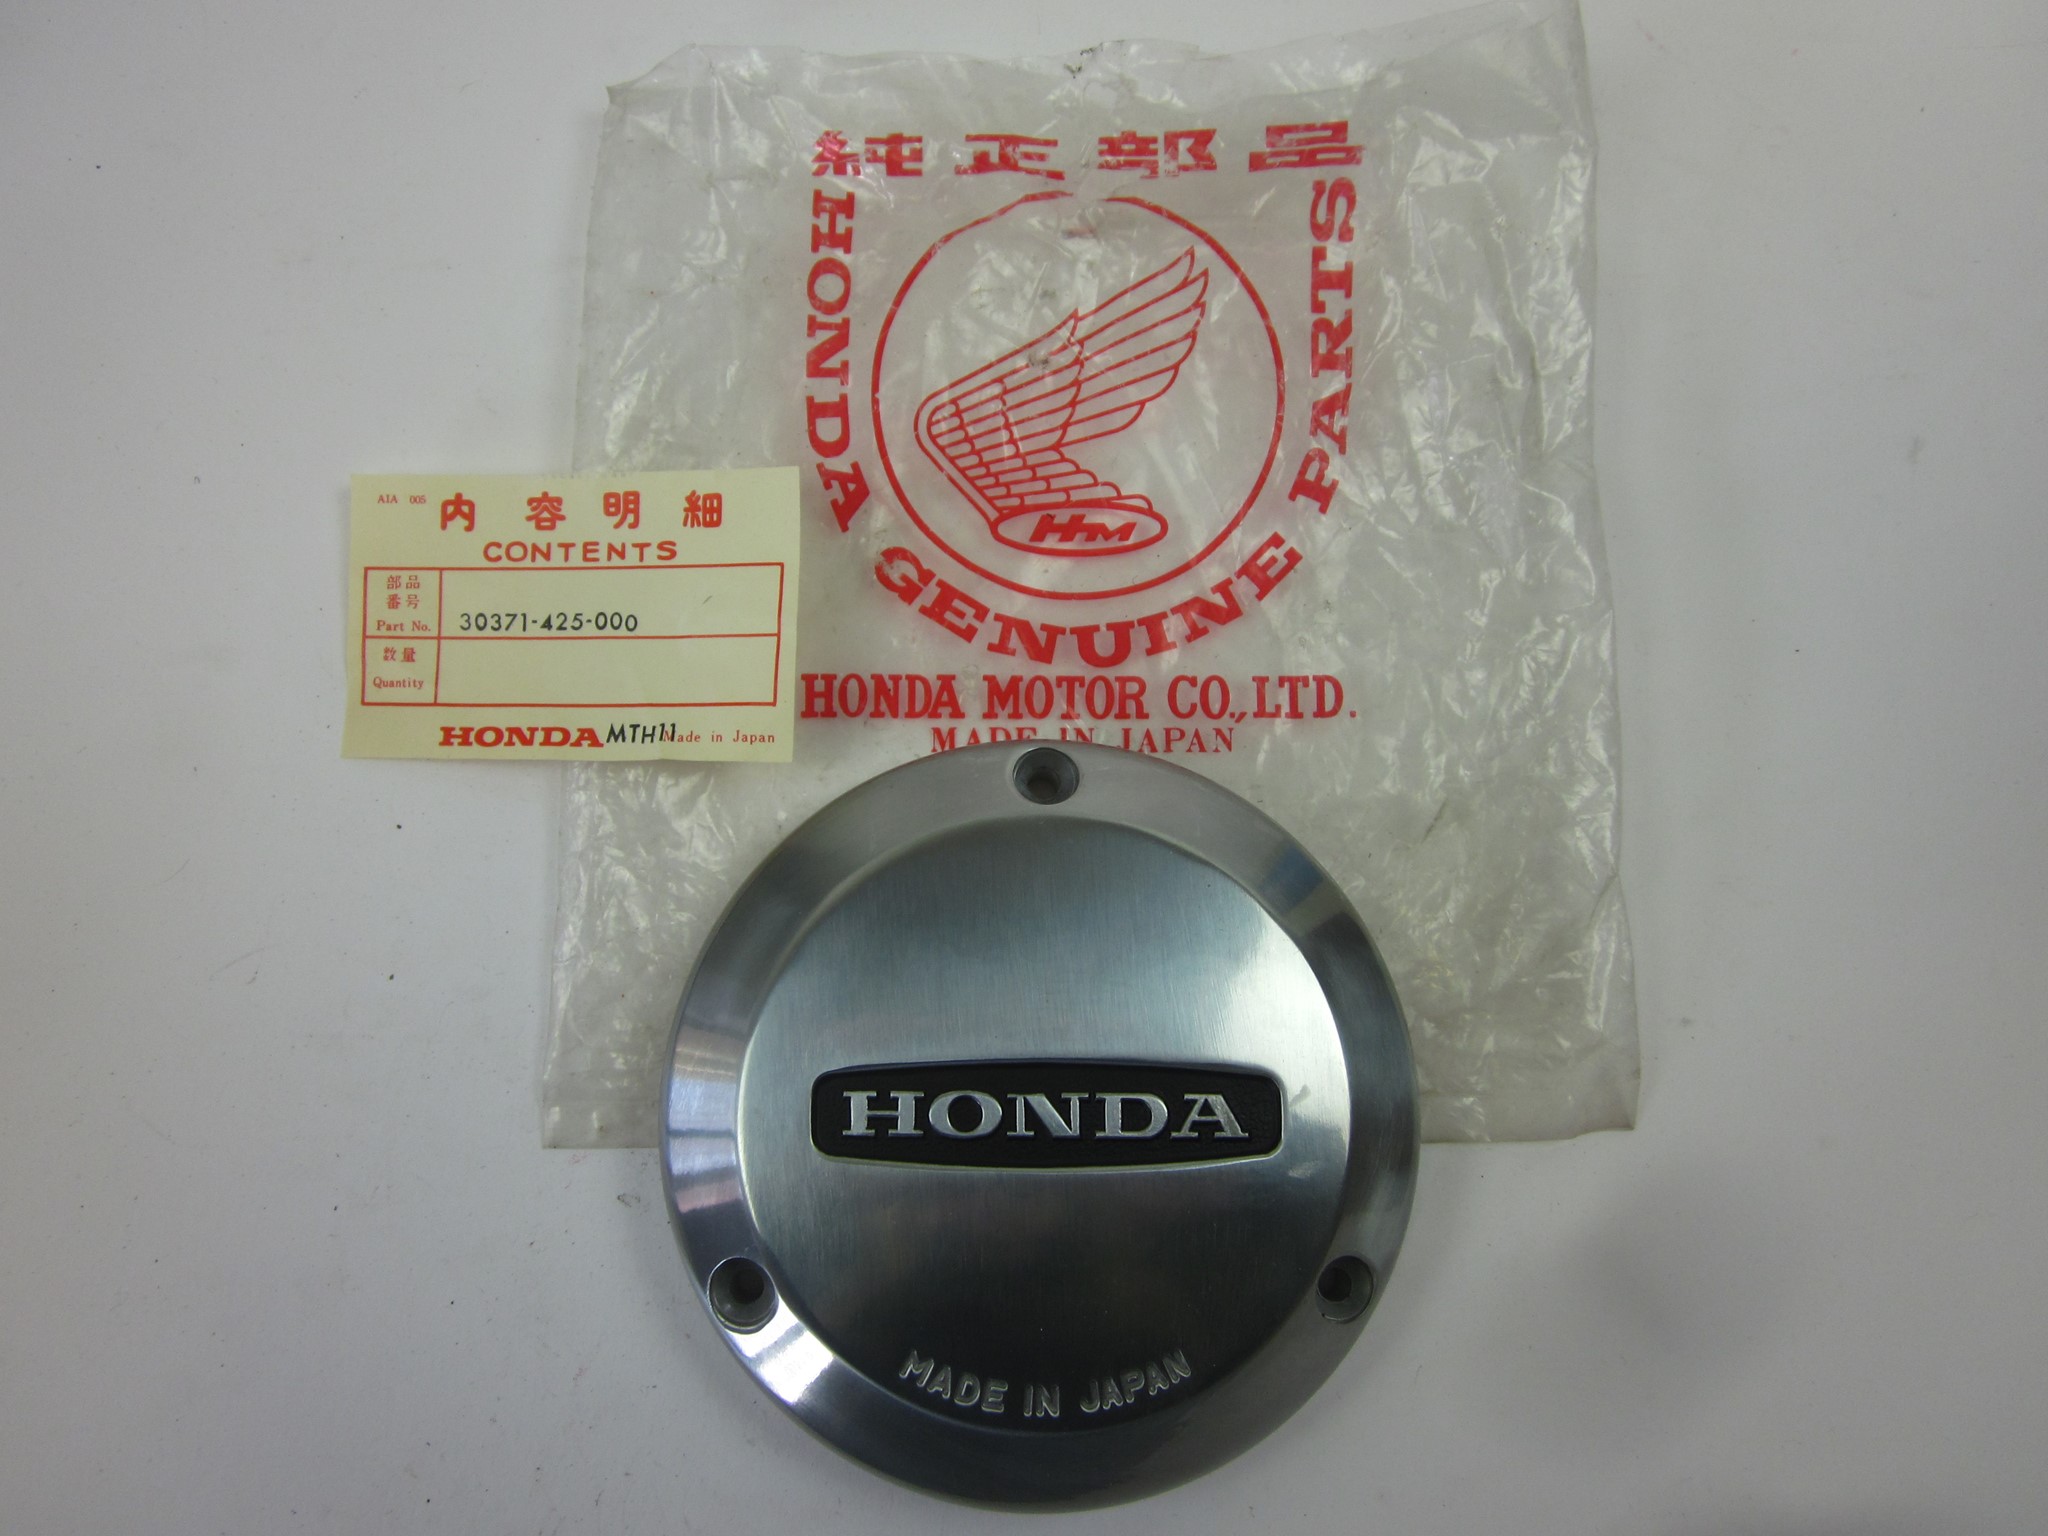 純正部品
HONDA GENUINE PARTS
HM
HONDA MOTOR CO., LTD.
MADE IN JAPAN
AIA 005
内容明細
CONTENTS
部品
番号
Part No.
30371-425-000
数量
Quantity
HONDA MTH11 Made in Japan
HONDA
MADE IN JAPAN